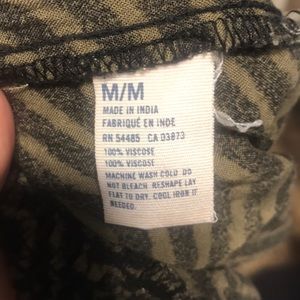 M/M
MADE IN INDIA
FABRIQUÉ EN INDE
RN 54485 CA 03873
100% VISCOSE
100% VISCOSE
MACHINE WASH COLD DO
NOT BLEACH. RESHAPE LAY
FLAT TO DRY. COOL IRON IF
NEEDED.